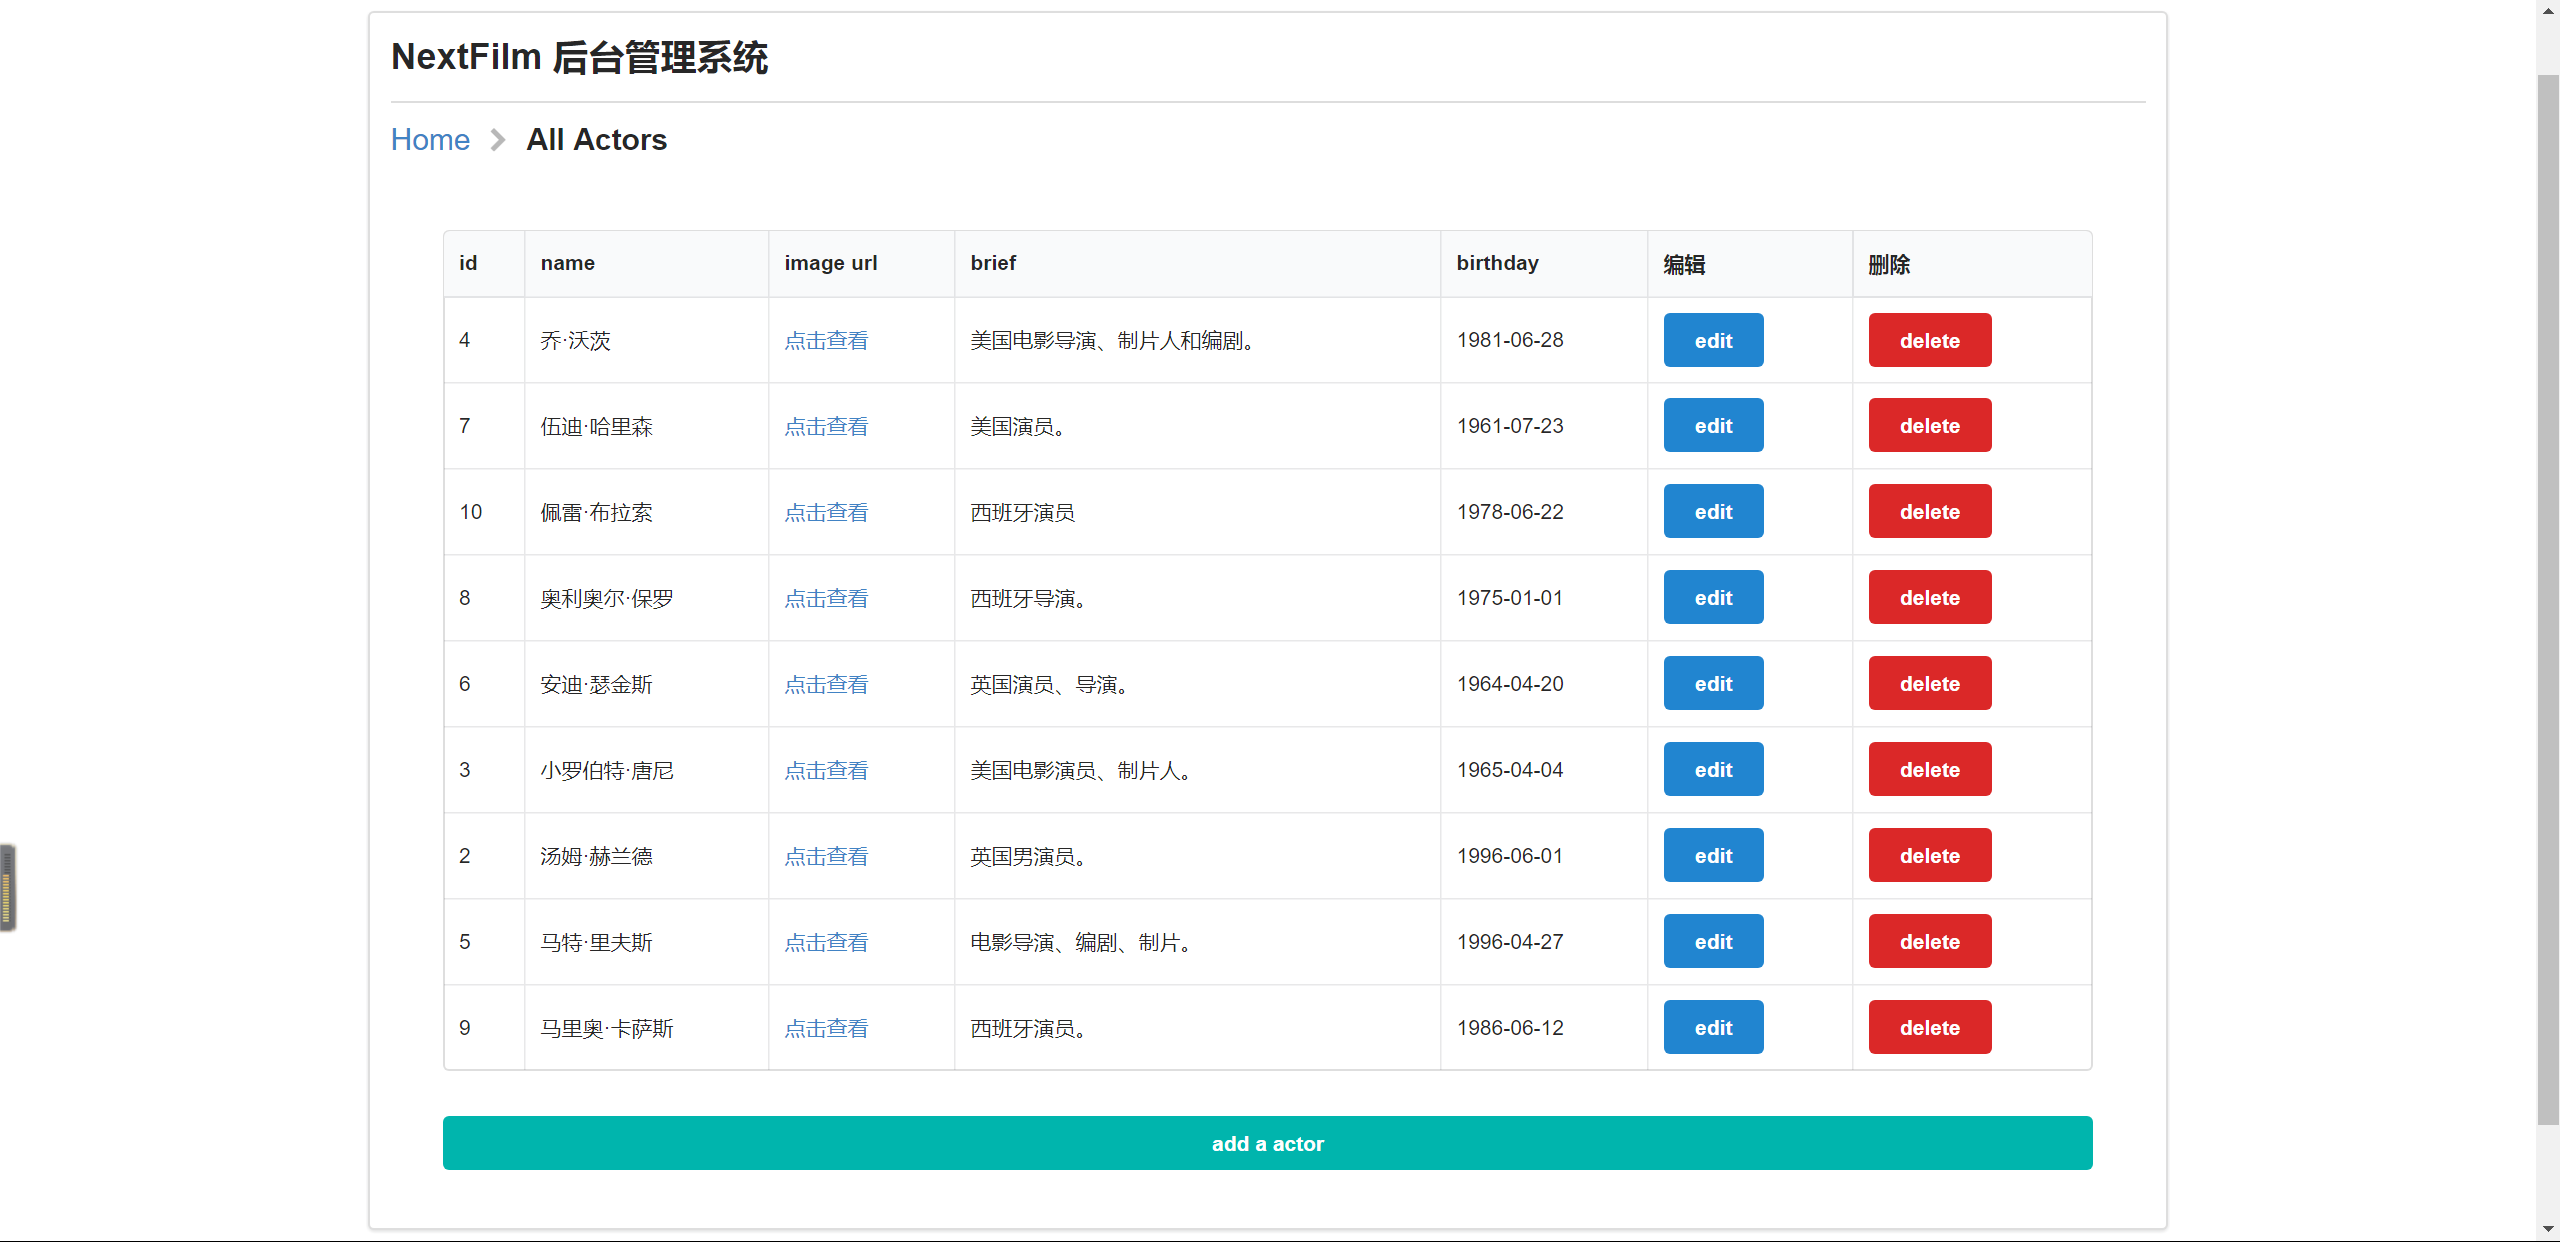 NextFilm 后台管理系统
Home All Actors
id name image url brief birthday 编辑 删除
4 乔·沃茨 点击查看 美国电影导演、制片人和编剧。 1981-06-28 edit delete
7 伍迪·哈里森 点击查看 美国演员。 1961-07-23 edit delete
10 佩雷·布拉索 点击查看 西班牙演员 1978-06-22 edit delete
8 奥利奥尔·保罗 点击查看 西班牙导演。 1975-01-01 edit delete
6 安迪·瑟金斯 点击查看 英国演员、导演。 1964-04-20 edit delete
3 小罗伯特·唐尼 点击查看 美国电影演员、制片人。 1965-04-04 edit delete
2 汤姆·赫兰德 点击查看 英国男演员。 1996-06-01 edit delete
5 马特·里夫斯 点击查看 电影导演、编剧、制片。 1996-04-27 edit delete
9 马里奥·卡萨斯 点击查看 西班牙演员。 1986-06-12 edit delete
add a actor